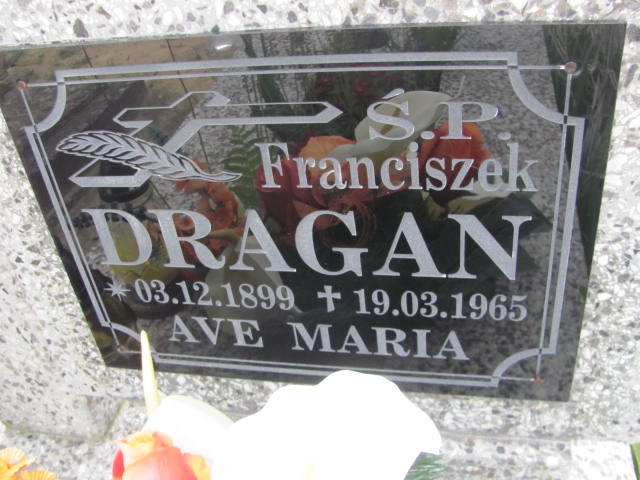 Ś.P.
Franciszek
DRAGAN
* 03.12.1899 ✝ 19.03.1965
AVE MARIA